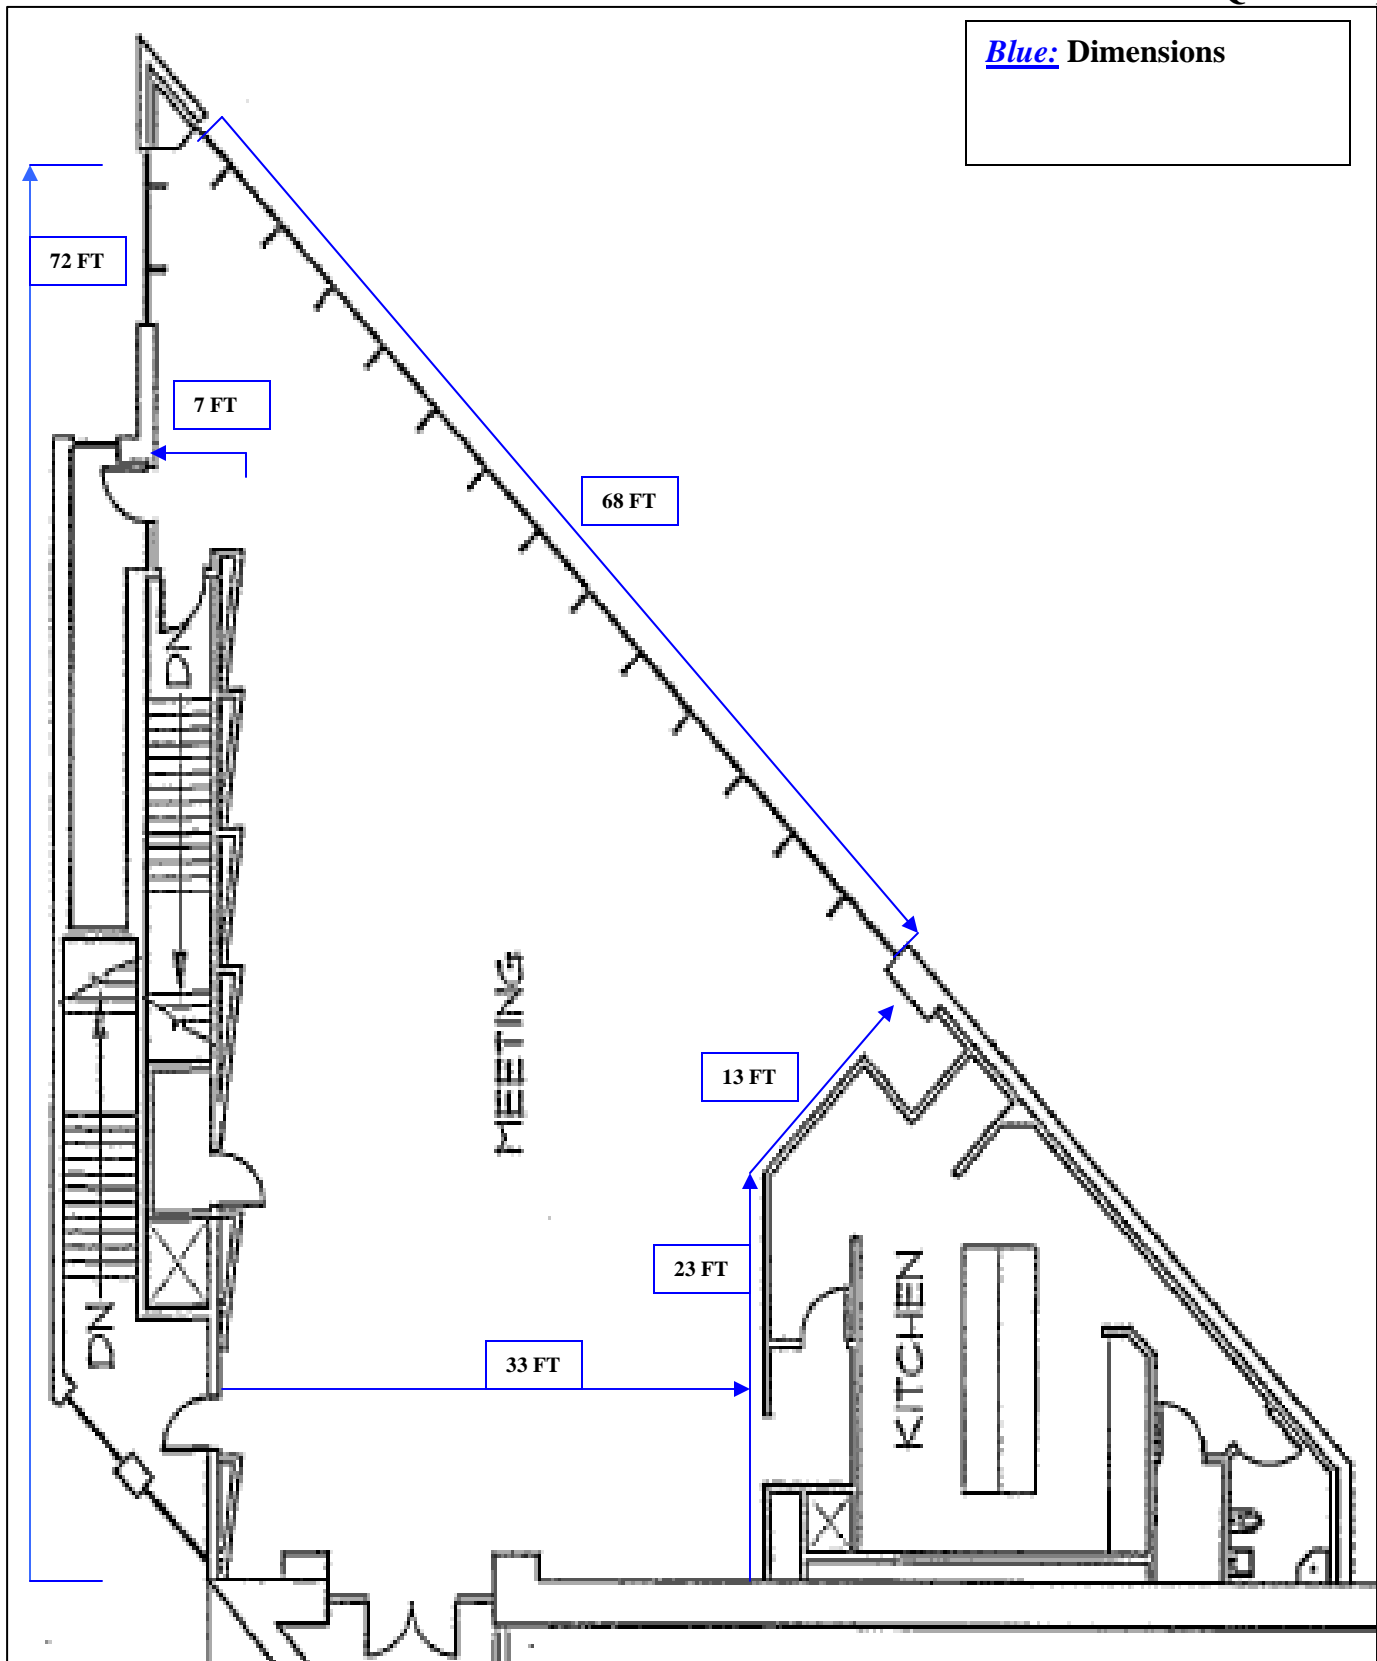 Blue: Dimensions
72 FT
7 FT
68 FT
DN
MEETING
13 FT
23 FT
KITCHEN
DN
33 FT